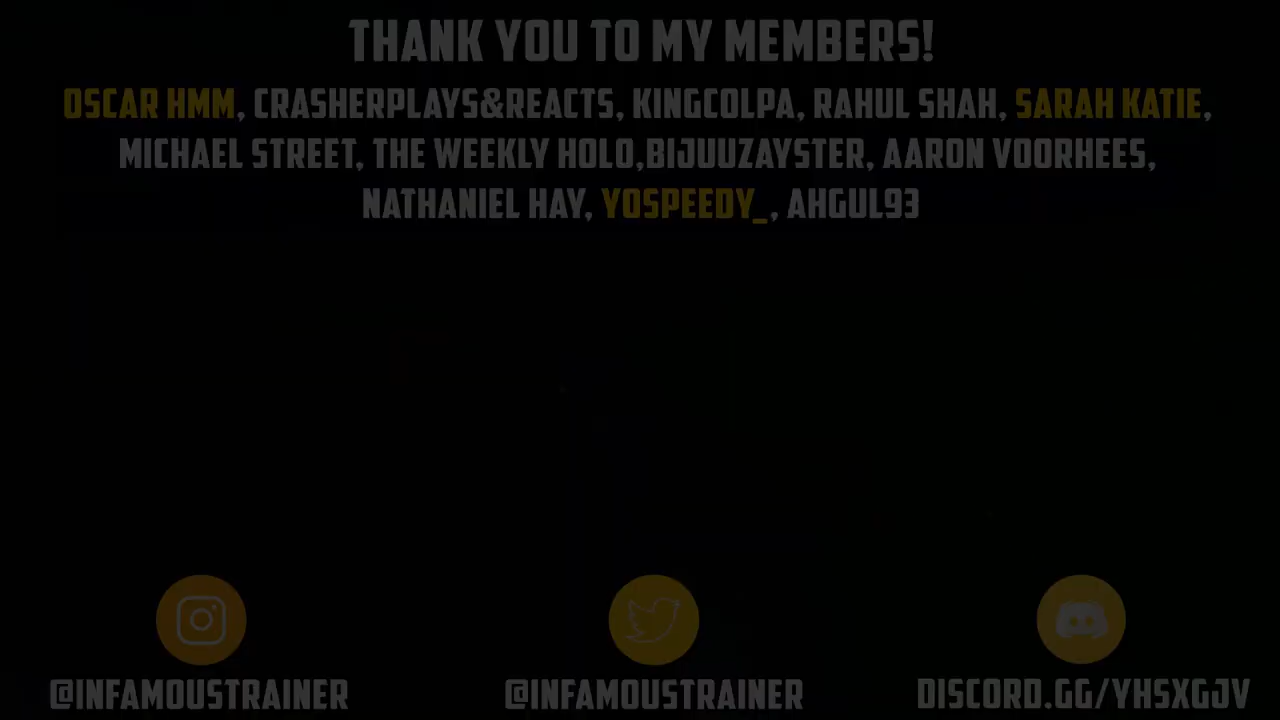 THANK YOU TO MY MEMBERS!
OSCAR HMM, CRASHERPLAYS&REACTS, KINGCOLPA, RAHUL SHAH, SARAH KATIE,
MICHAEL STREET, THE WEEKLY HOLO,BIJUUZAYSTER, AARON VOORHEES,
NATHANIEL HAY, YOSPEEDY_, AHGUL93
@INFAMOUSTRAINER
@INFAMOUSTRAINER
DISCORD.GG/YHSXGJV